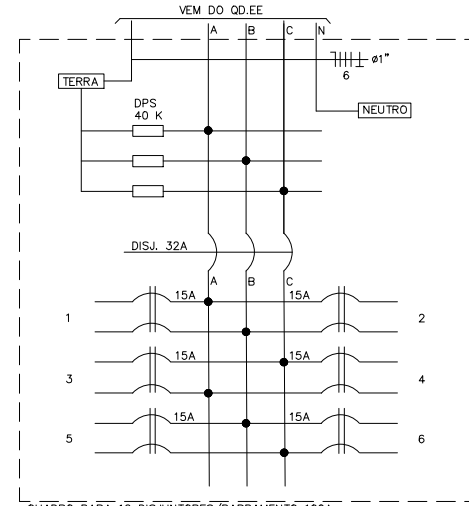 VEM DO QD.EE
A B C N
ø1"
6
TERRA
NEUTRO
DPS
40 K
DISJ. 32A
A B C
15A 15A
1 2
15A 15A
3 4
15A 15A
5 6